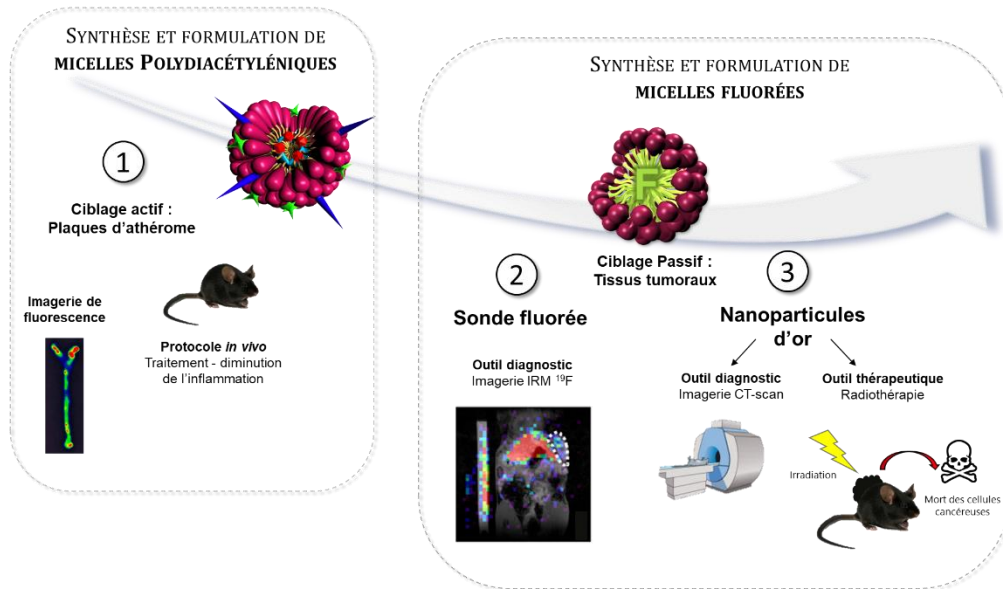 SYNTHÈSE ET FORMULATION DE
MICELLES POLYDIACÉTYLÉNIQUES
1
Ciblage actif :
Plaques d'athérome
Imagerie de
fluorescence
Protocole in vivo
Traitement - diminution
de l'inflammation
SYNTHÈSE ET FORMULATION DE
MICELLES FLUORÉES
F
Ciblage Passif :
Tissus tumoraux
2
Sonde fluorée
Outil diagnostic
Imagerie IRM ¹⁹F
3
Nanoparticules
d'or
Outil diagnostic
Imagerie CT-scan
Outil thérapeutique
Radiothérapie
Irradiation
Mort des cellules
cancéreuses